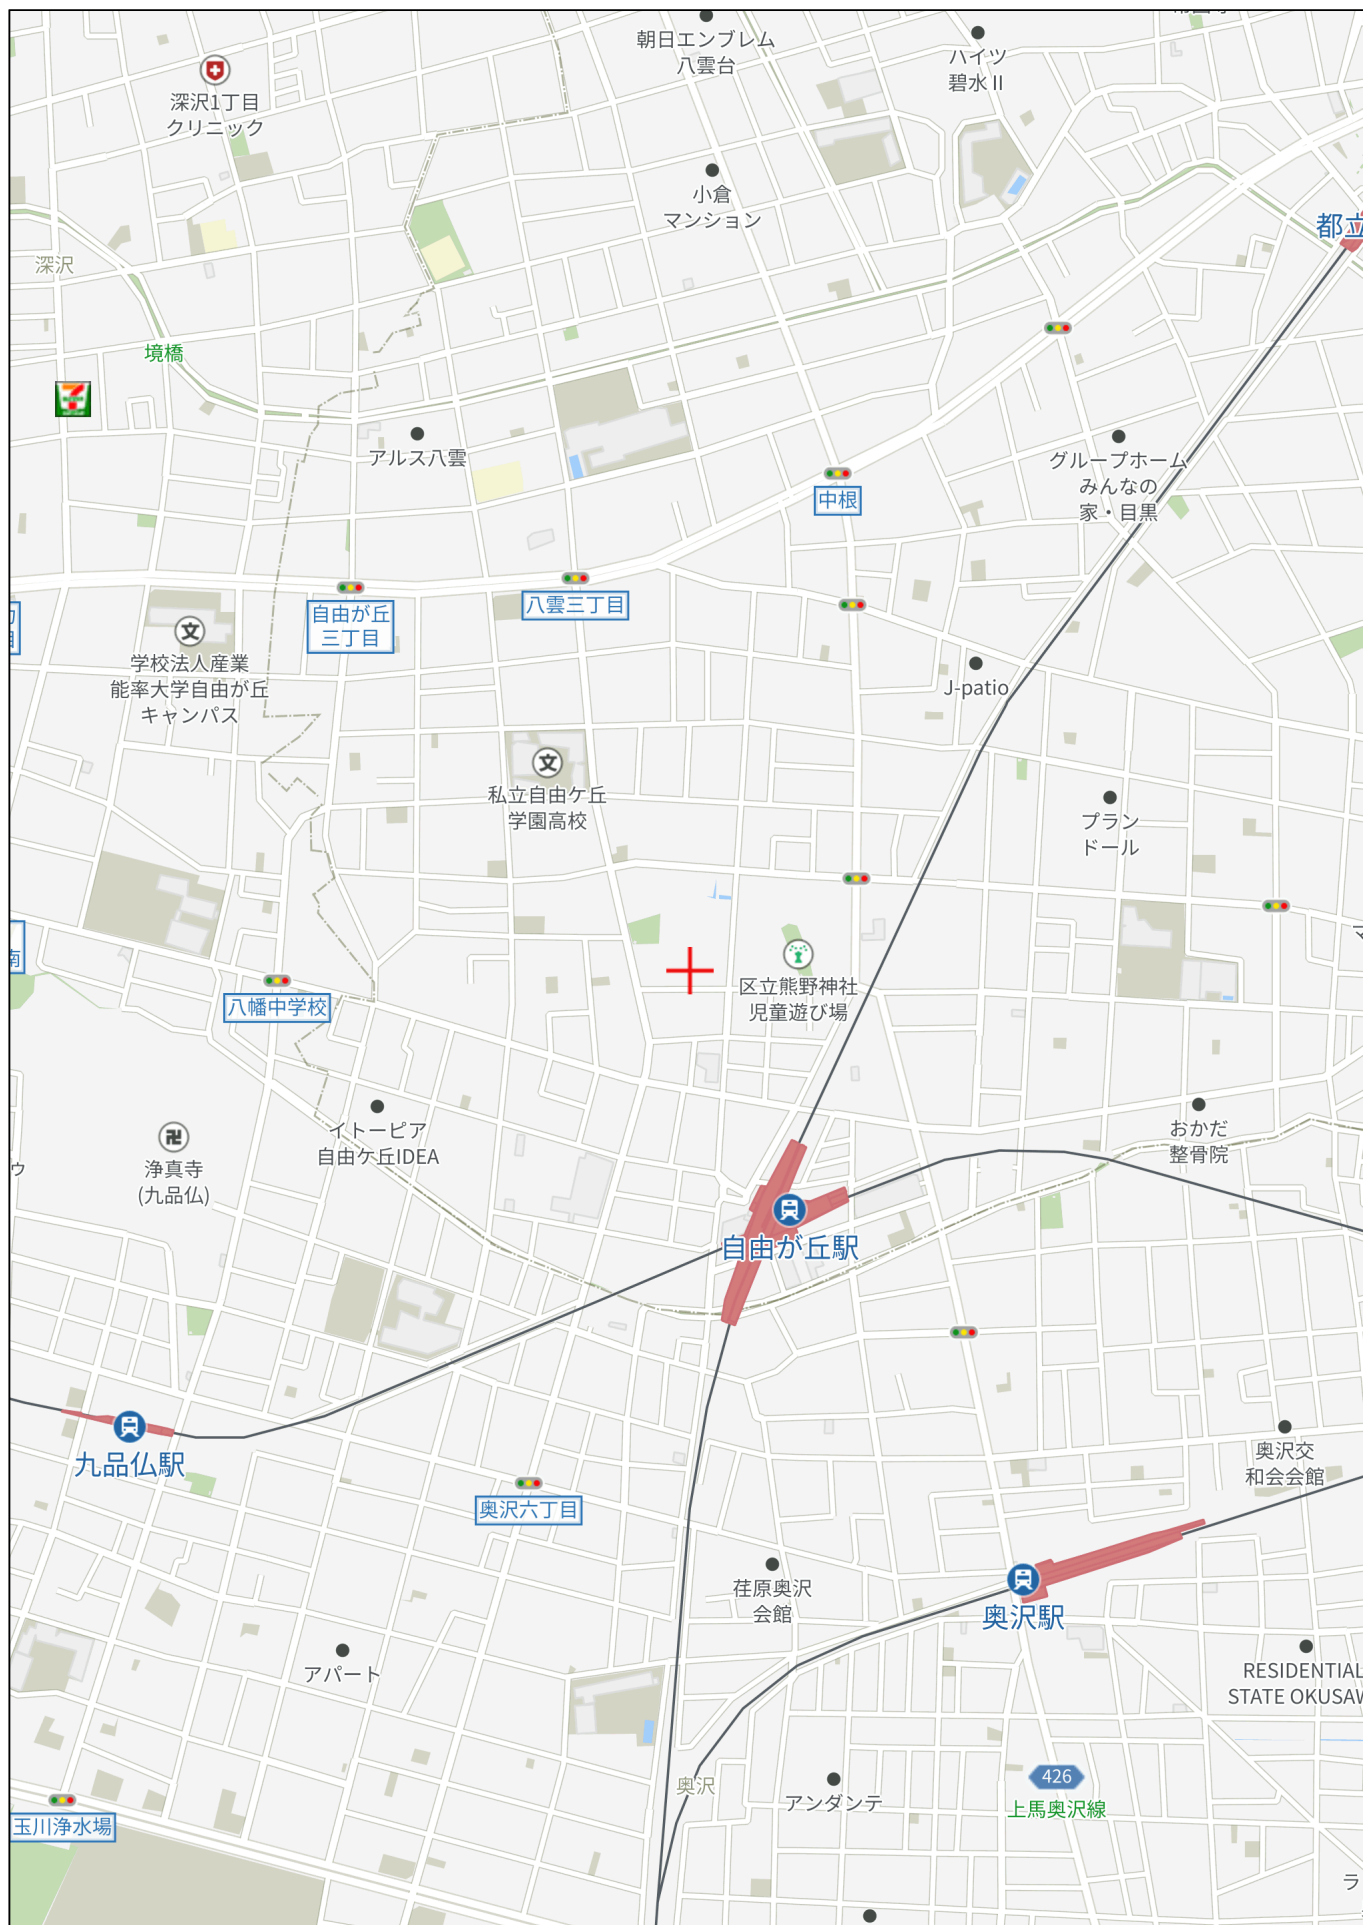 朝日エンブレム
八雲台
ハイツ
碧水Ⅱ
深沢1丁目
クリニック
小倉
マンション
都立
深沢
境橋
アルス八雲
グループホーム
みんなの
家・目黒
中根
自由が丘
三丁目
八雲三丁目
学校法人産業
能率大学自由が丘
キャンパス
J-patio
私立自由ケ丘
学園高校
プラン
ドール
南
区立熊野神社
児童遊び場
八幡中学校
イトーピア
自由ケ丘IDEA
おかだ
整骨院
浄真寺
(九品仏)
ウ
自由が丘駅
九品仏駅
奥沢交
和会会館
奥沢六丁目
荏原奥沢
会館
奥沢駅
アパート
RESIDENTIAL
STATE OKUSAW
奥沢
アンダンテ
426
上馬奥沢線
玉川浄水場
ラ